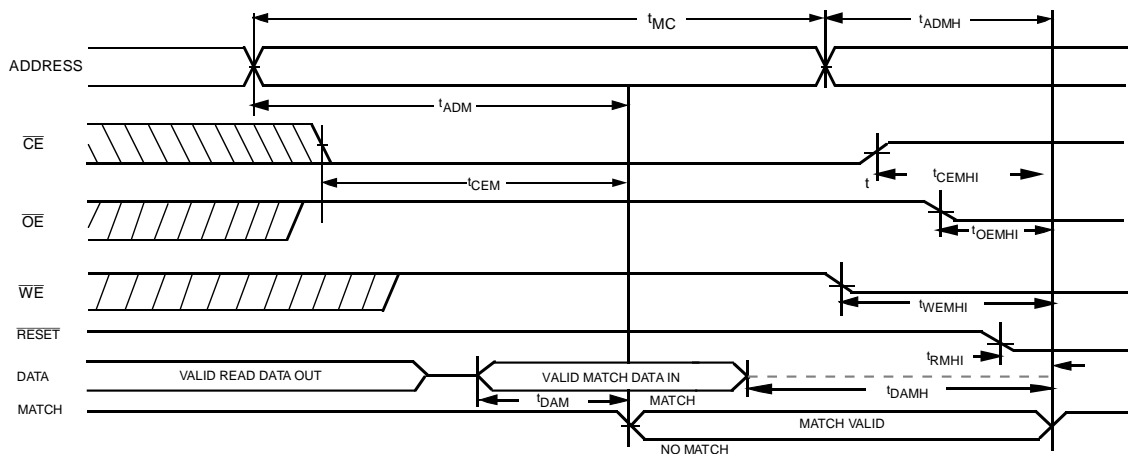 tMC
tADMH
ADDRESS
tADM
CE
t
tCEMHI
tCEM
OE
tOEMHI
WE
tWEMHI
RESET
tRMHI
DATA
VALID READ DATA OUT
VALID MATCH DATA IN
tDAM
MATCH
tDAMH
MATCH
MATCH VALID
NO MATCH